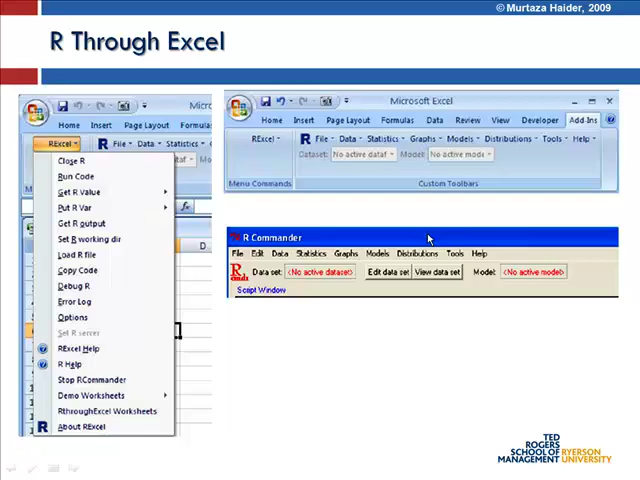 © Murtaza Haider, 2009
R Through Excel
Home Insert Page Layout Formulas
RExcel File Data Statistics
Close R
Run Code
Get R Value
Put R Var
Get R output
Set R working dir
Load R file
Copy Code
Debug R
Error Log
Options
Set R server
RExcel Help
R Help
Stop RCommander
Demo Worksheets
RthroughExcel Worksheets
About RExcel
D
Microsoft Excel
Home Insert Page Layout Formulas Data Review View Developer Add-Ins
RExcel File Data Statistics Graphs Models Distributions Tools Help
Dataset: No active dataf Model: No active mode
Menu Commands Custom Toolbars
R Commander
File Edit Data Statistics Graphs Models Distributions Tools Help
Data set: <No active dataset> Edit data set View data set Model: <No active model>
Script Window
TED
ROGERS
SCHOOL OF RYERSON
MANAGEMENT UNIVERSITY